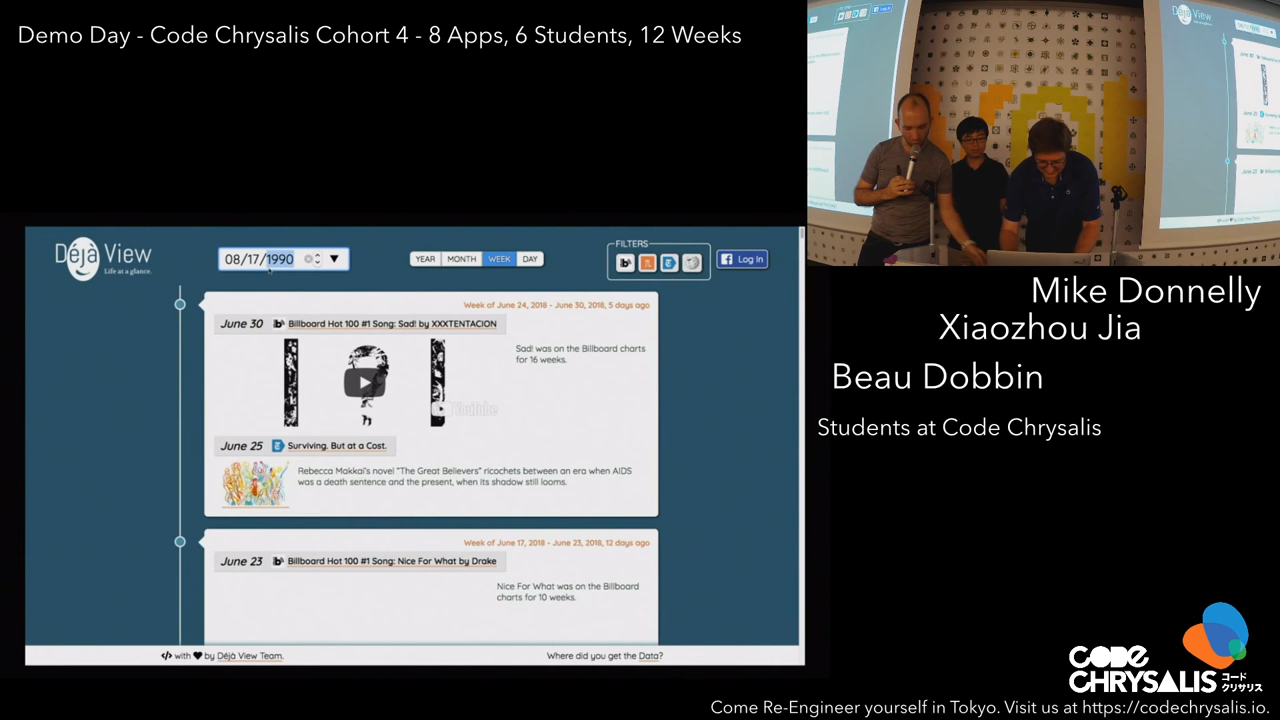 Demo Day - Code Chrysalis Cohort 4 - 8 Apps, 6 Students, 12 Weeks
Déjà View
Life at a glance.
08/17/1990
YEAR MONTH WEEK DAY
FILTERS
Log In
Week of June 24, 2018 - June 30, 2018, 5 days ago
June 30 Billboard Hot 100 #1 Song: Sad! by XXXTENTACION
Sad! was on the Billboard charts
for 16 weeks.
YouTube
June 25 Surviving. But at a Cost.
Rebecca Makkai's novel "The Great Believers" ricochets between an era when AIDS
was a death sentence and the present, when its shadow still looms.
Week of June 17, 2018 - June 23, 2018, 12 days ago
June 23 Billboard Hot 100 #1 Song: Nice For What by Drake
Nice For What was on the Billboard
charts for 10 weeks.
</> with ♥ by Déjà View Team.
Where did you get the Data?
Déjà View
Mike Donnelly
Xiaozhou Jia
Beau Dobbin
Students at Code Chrysalis
CODE
CHRYSALIS コード
クリサリス
Come Re-Engineer yourself in Tokyo. Visit us at https://codechrysalis.io.